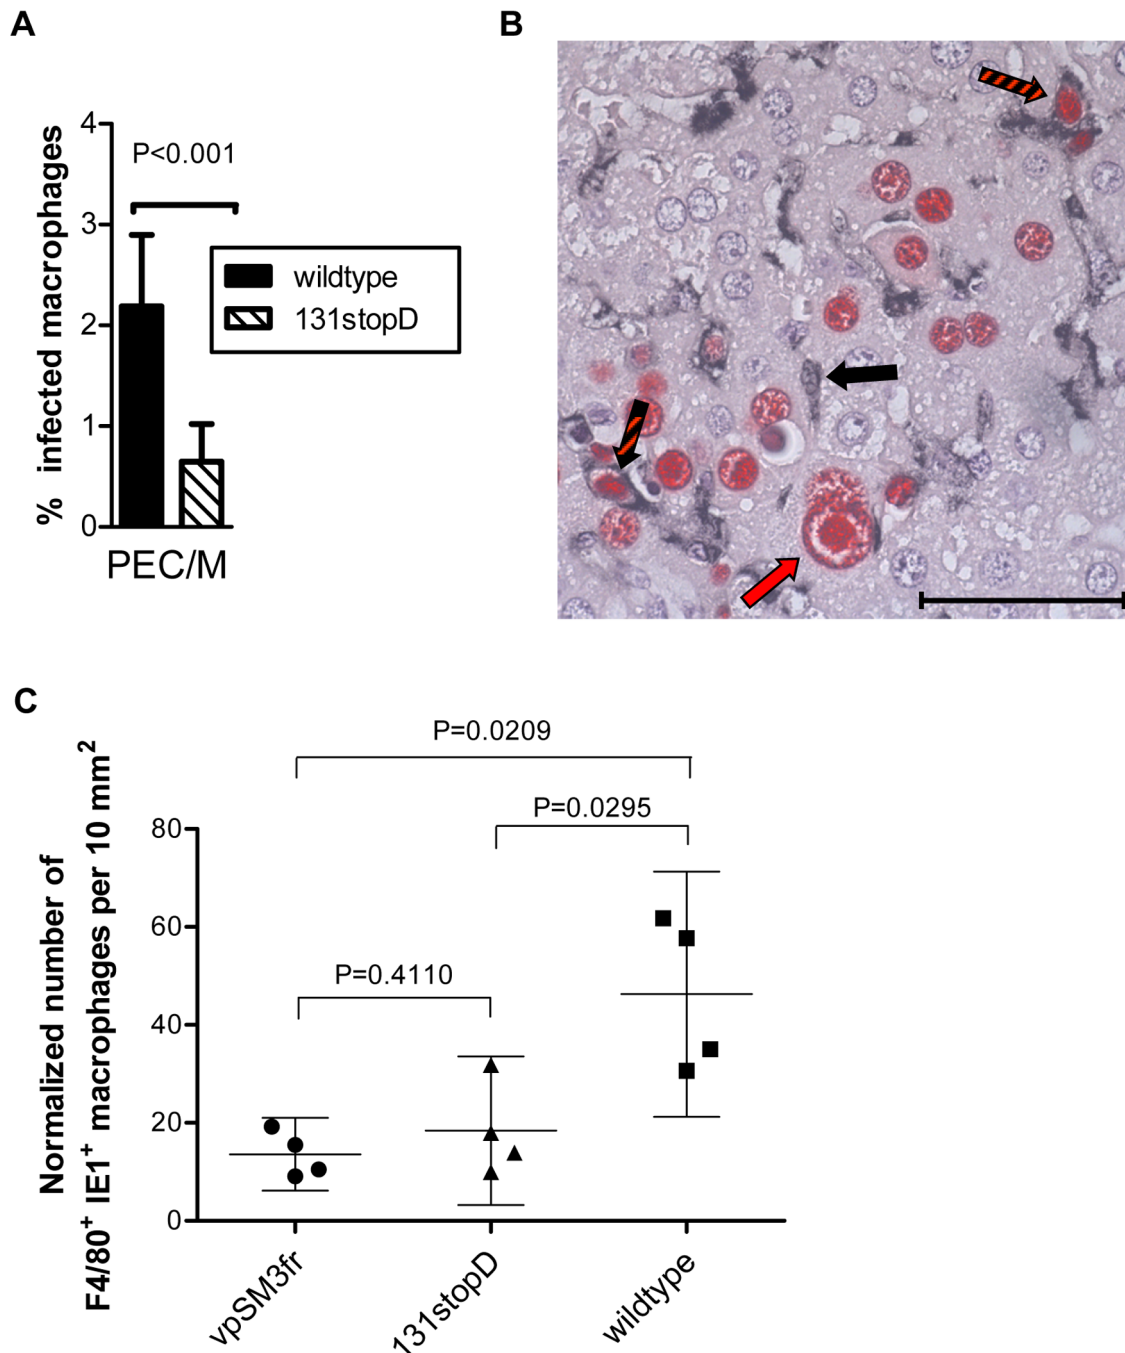 A
B
4
3
2
1
0
% infected macrophages
P<0.001
wildtype
131stopD
PEC/M
C
P=0.0209
P=0.0295
P=0.4110
80
60
40
20
0
Normalized number of
F4/80+ IE1+ macrophages per 10 mm2
vpSM3fr
131stopD
wildtype